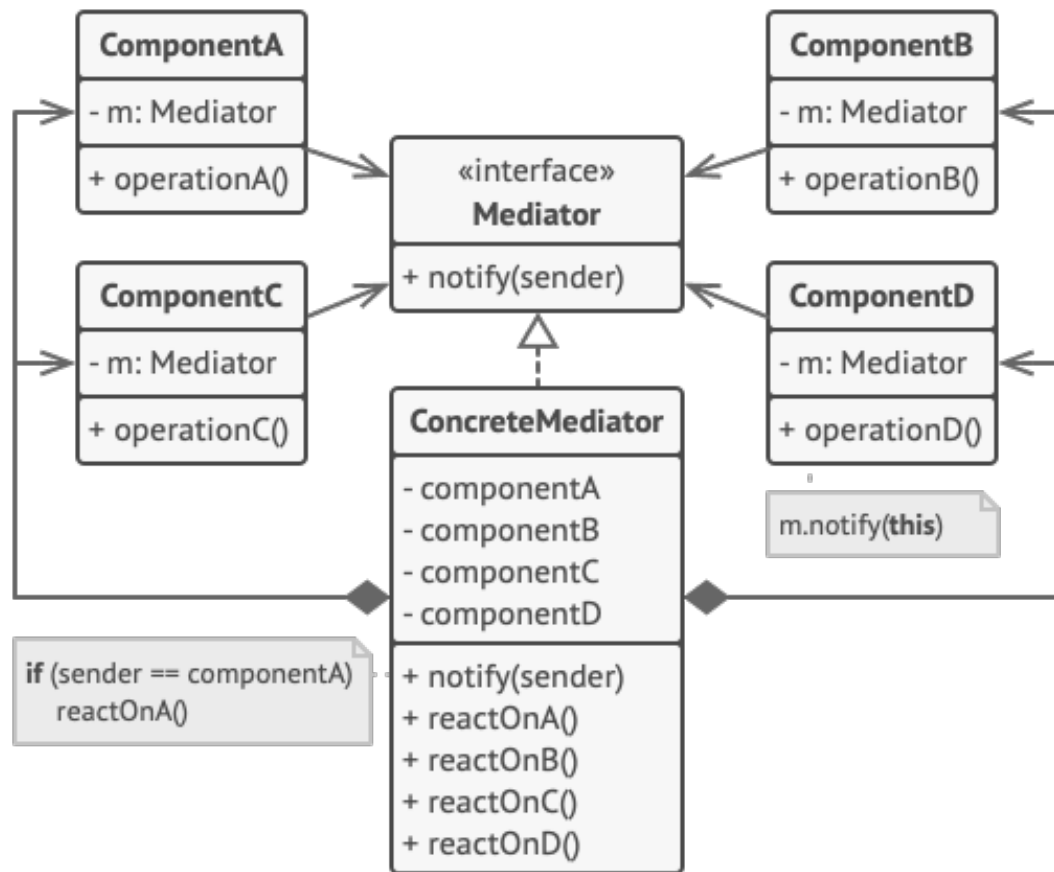 ComponentA
- m: Mediator
+ operationA()
ComponentB
- m: Mediator
+ operationB()
«interface»
Mediator
+ notify(sender)
ComponentC
- m: Mediator
+ operationC()
ComponentD
- m: Mediator
+ operationD()
m.notify(this)
ConcreteMediator
- componentA
- componentB
- componentC
- componentD
+ notify(sender)
+ reactOnA()
+ reactOnB()
+ reactOnC()
+ reactOnD()
if (sender == componentA)
reactOnA()